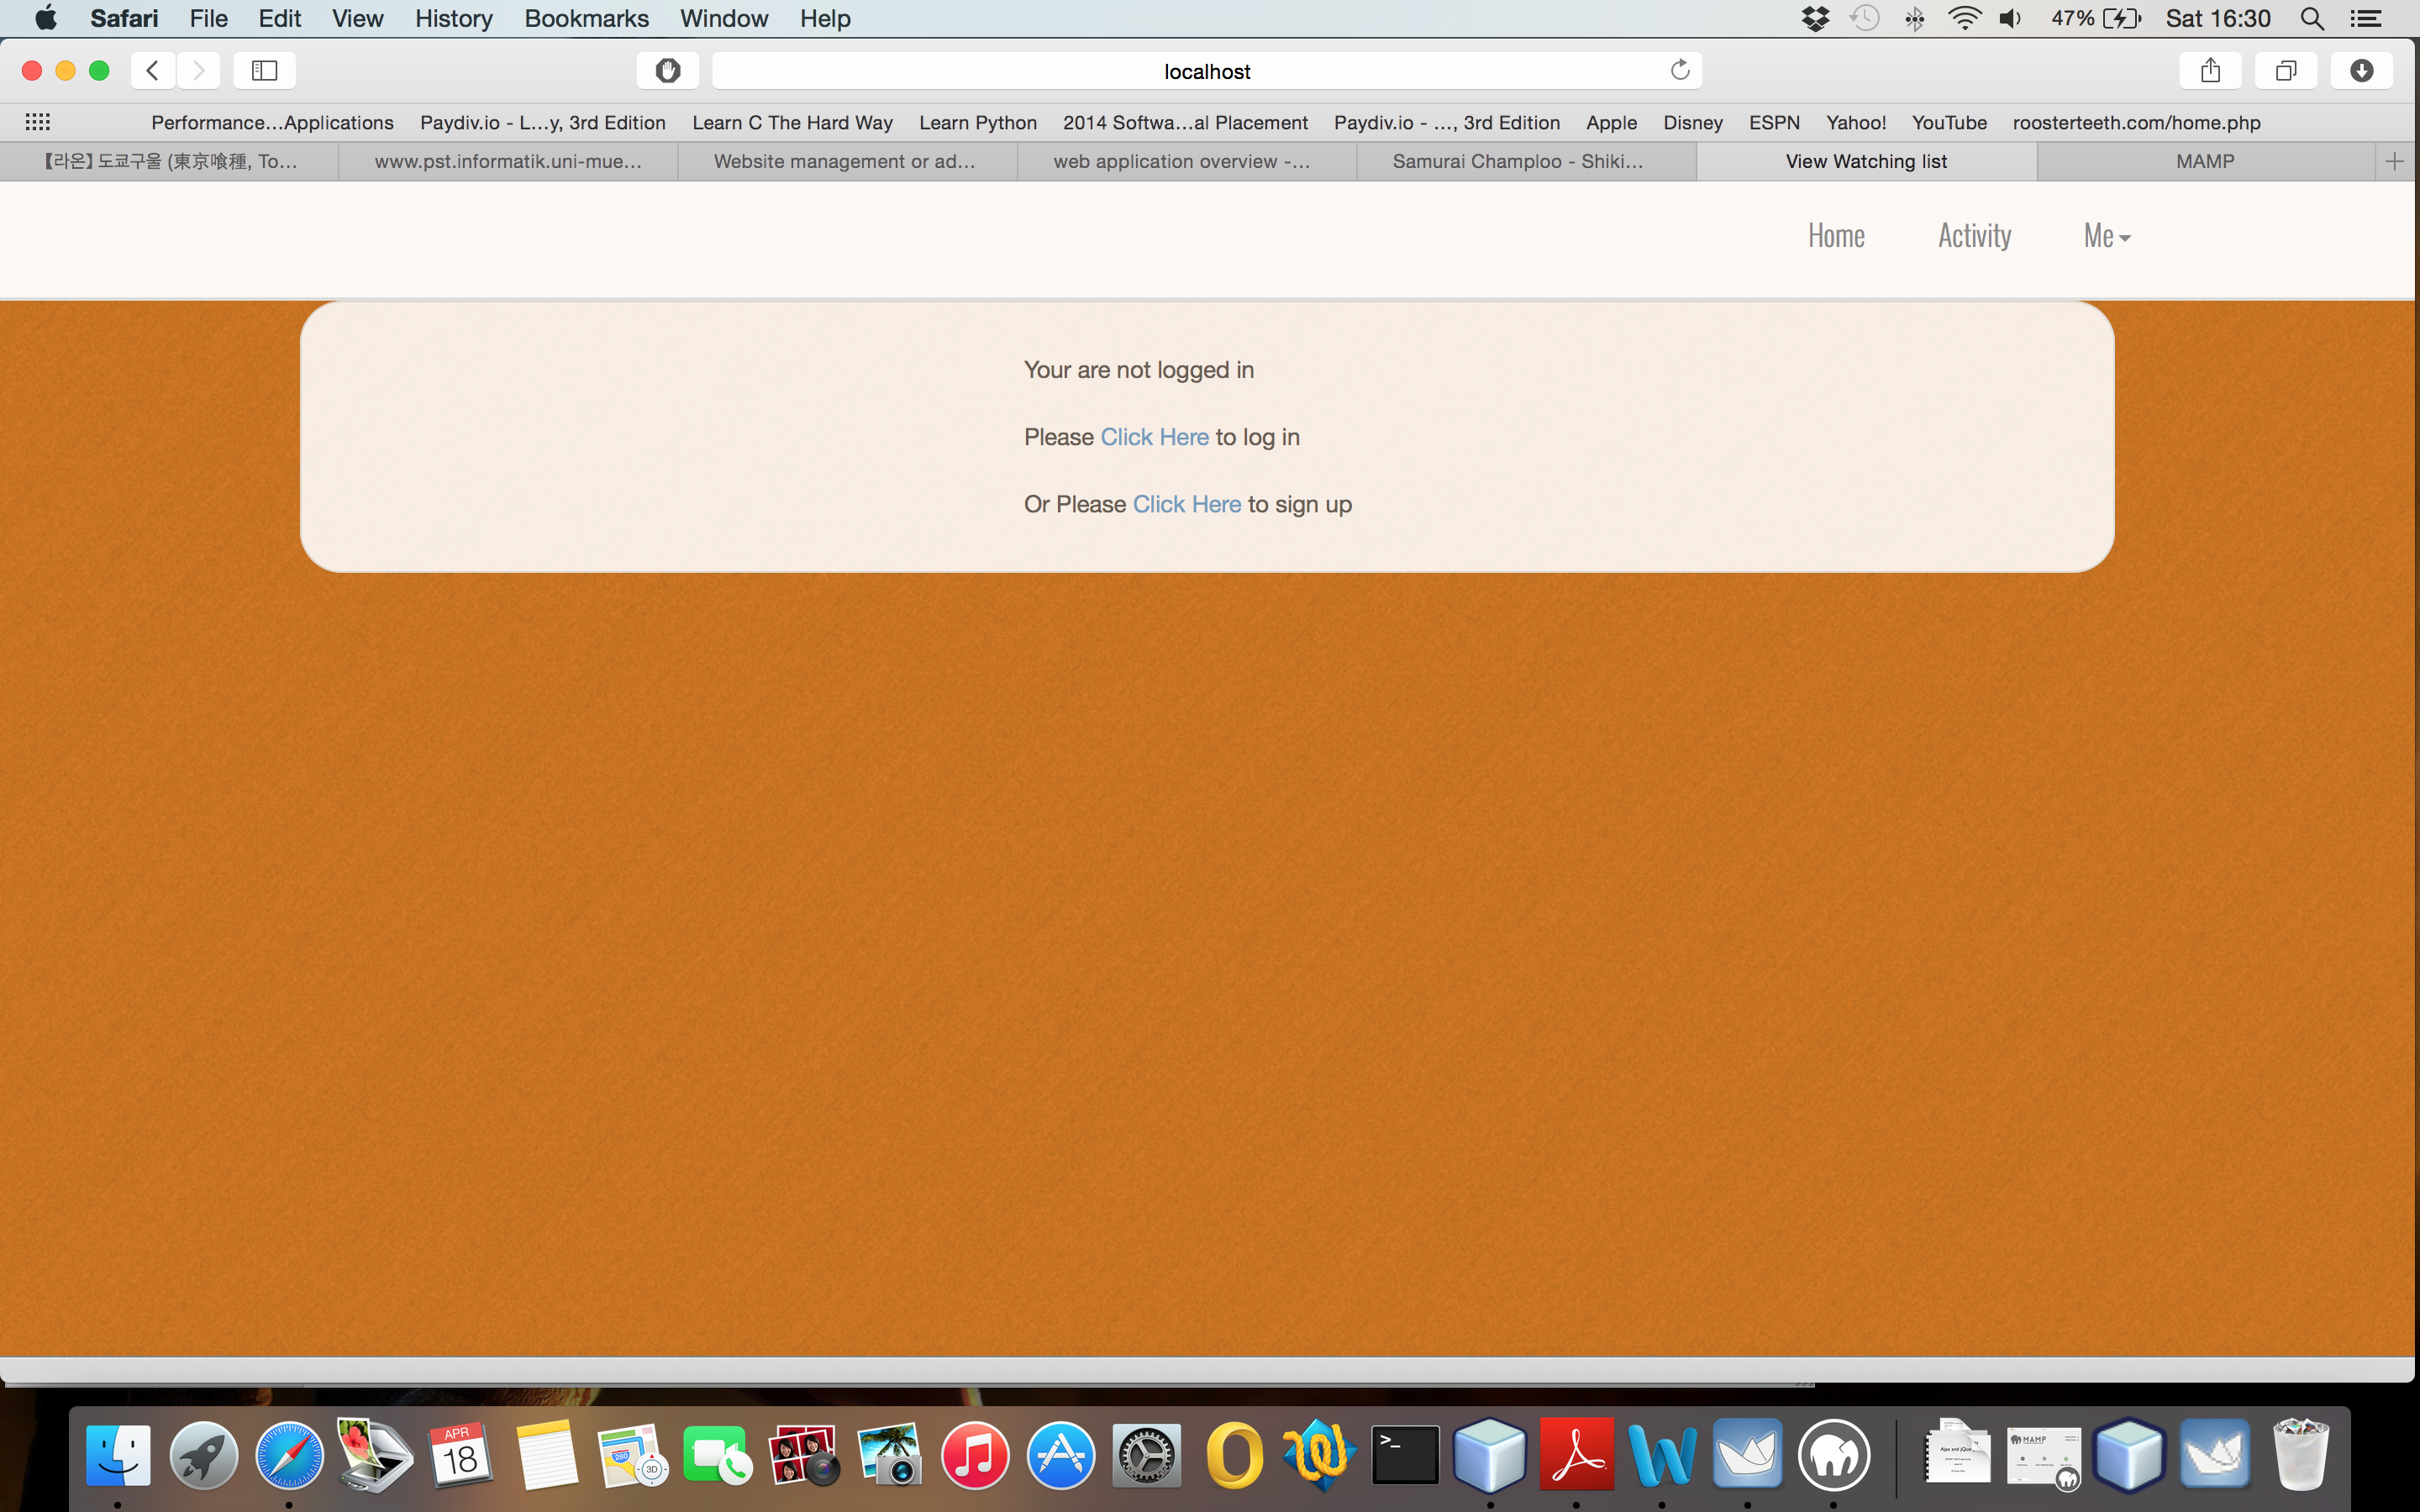 Safari File Edit View History Bookmarks Window Help 47% Sat 16:30
localhost
Performance...Applications Paydiv.io - L...y, 3rd Edition Learn C The Hard Way Learn Python 2014 Softwa...al Placement Paydiv.io - ..., 3rd Edition Apple Disney ESPN Yahoo! YouTube roosterteeth.com/home.php
【라온】도쿄구울 (東京喰種, To... www.pst.informatik.uni-mue... Website management or ad... web application overview -... Samurai Champloo - Shiki... View Watching list MAMP
Home Activity Me
Your are not logged in
Please Click Here to log in
Or Please Click Here to sign up
APR
18
280
3D
>_
MAMP